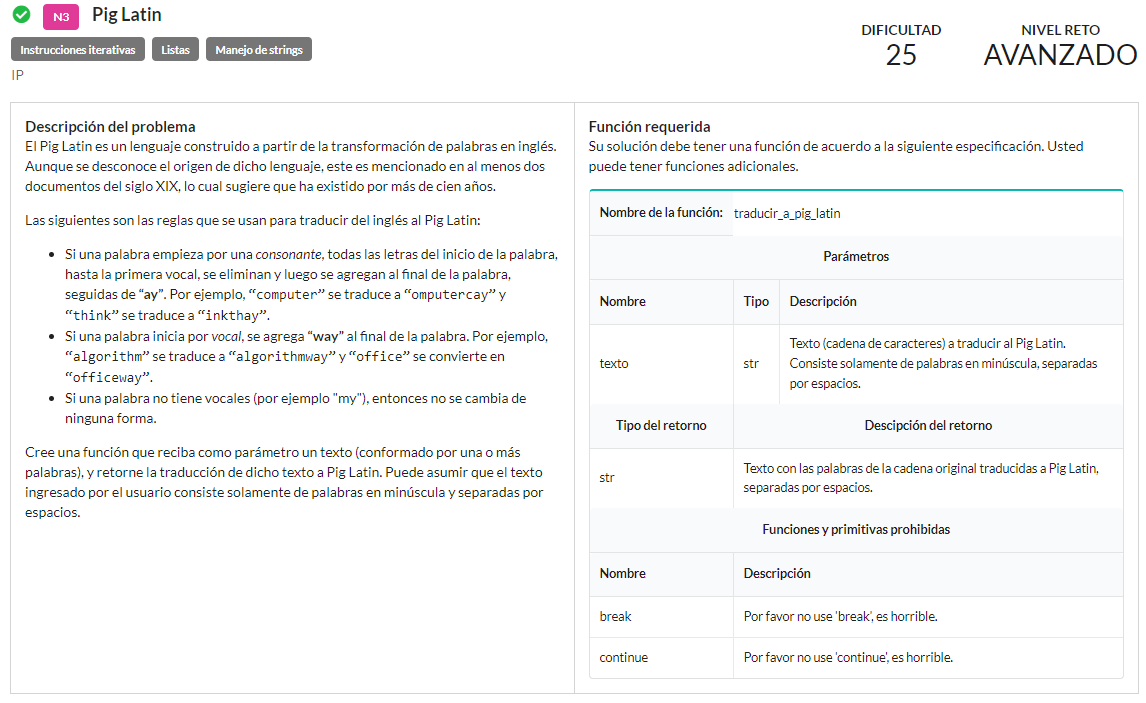 N3 Pig Latin
Instrucciones iterativas Listas Manejo de strings
IP
DIFICULTAD
25
NIVEL RETO
AVANZADO
Descripción del problema
El Pig Latin es un lenguaje construido a partir de la transformación de palabras en inglés.
Aunque se desconoce el origen de dicho lenguaje, este es mencionado en al menos dos
documentos del siglo XIX, lo cual sugiere que ha existido por más de cien años.
Las siguientes son las reglas que se usan para traducir del inglés al Pig Latin:
• Si una palabra empieza por una consonante, todas las letras del inicio de la palabra,
hasta la primera vocal, se eliminan y luego se agregan al final de la palabra,
seguidas de “ay”. Por ejemplo, “computer” se traduce a “omputercay” y
“think” se traduce a “inkthay”.
• Si una palabra inicia por vocal, se agrega “way” al final de la palabra. Por ejemplo,
“algorithm” se traduce a “algorithmway” y “office” se convierte en
“officeway”.
• Si una palabra no tiene vocales (por ejemplo "my"), entonces no se cambia de
ninguna forma.
Cree una función que reciba como parámetro un texto (conformado por una o más
palabras), y retorne la traducción de dicho texto a Pig Latin. Puede asumir que el texto
ingresado por el usuario consiste solamente de palabras en minúscula y separadas por
espacios.
Función requerida
Su solución debe tener una función de acuerdo a la siguiente especificación. Usted
puede tener funciones adicionales.
Nombre de la función: traducir_a_pig_latin
Parámetros
Nombre Tipo Descripción
texto str Texto (cadena de caracteres) a traducir al Pig Latin.
Consiste solamente de palabras en minúscula, separadas
por espacios.
Tipo del retorno Descipción del retorno
str Texto con las palabras de la cadena original traducidas a Pig Latin,
separadas por espacios.
Funciones y primitivas prohibidas
Nombre Descripción
break Por favor no use 'break', es horrible.
continue Por favor no use 'continue', es horrible.